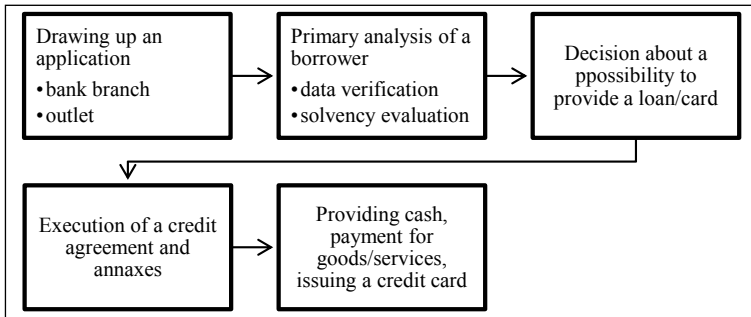 Drawing up an
application
•bank branch
•outlet
Primary analysis of a
borrower
•data verification
•solvency evaluation
Decision about a
ppossibility to
provide a loan/card
Execution of a credit
agreement and
annaxes
Providing cash,
payment for
goods/services,
issuing a credit card